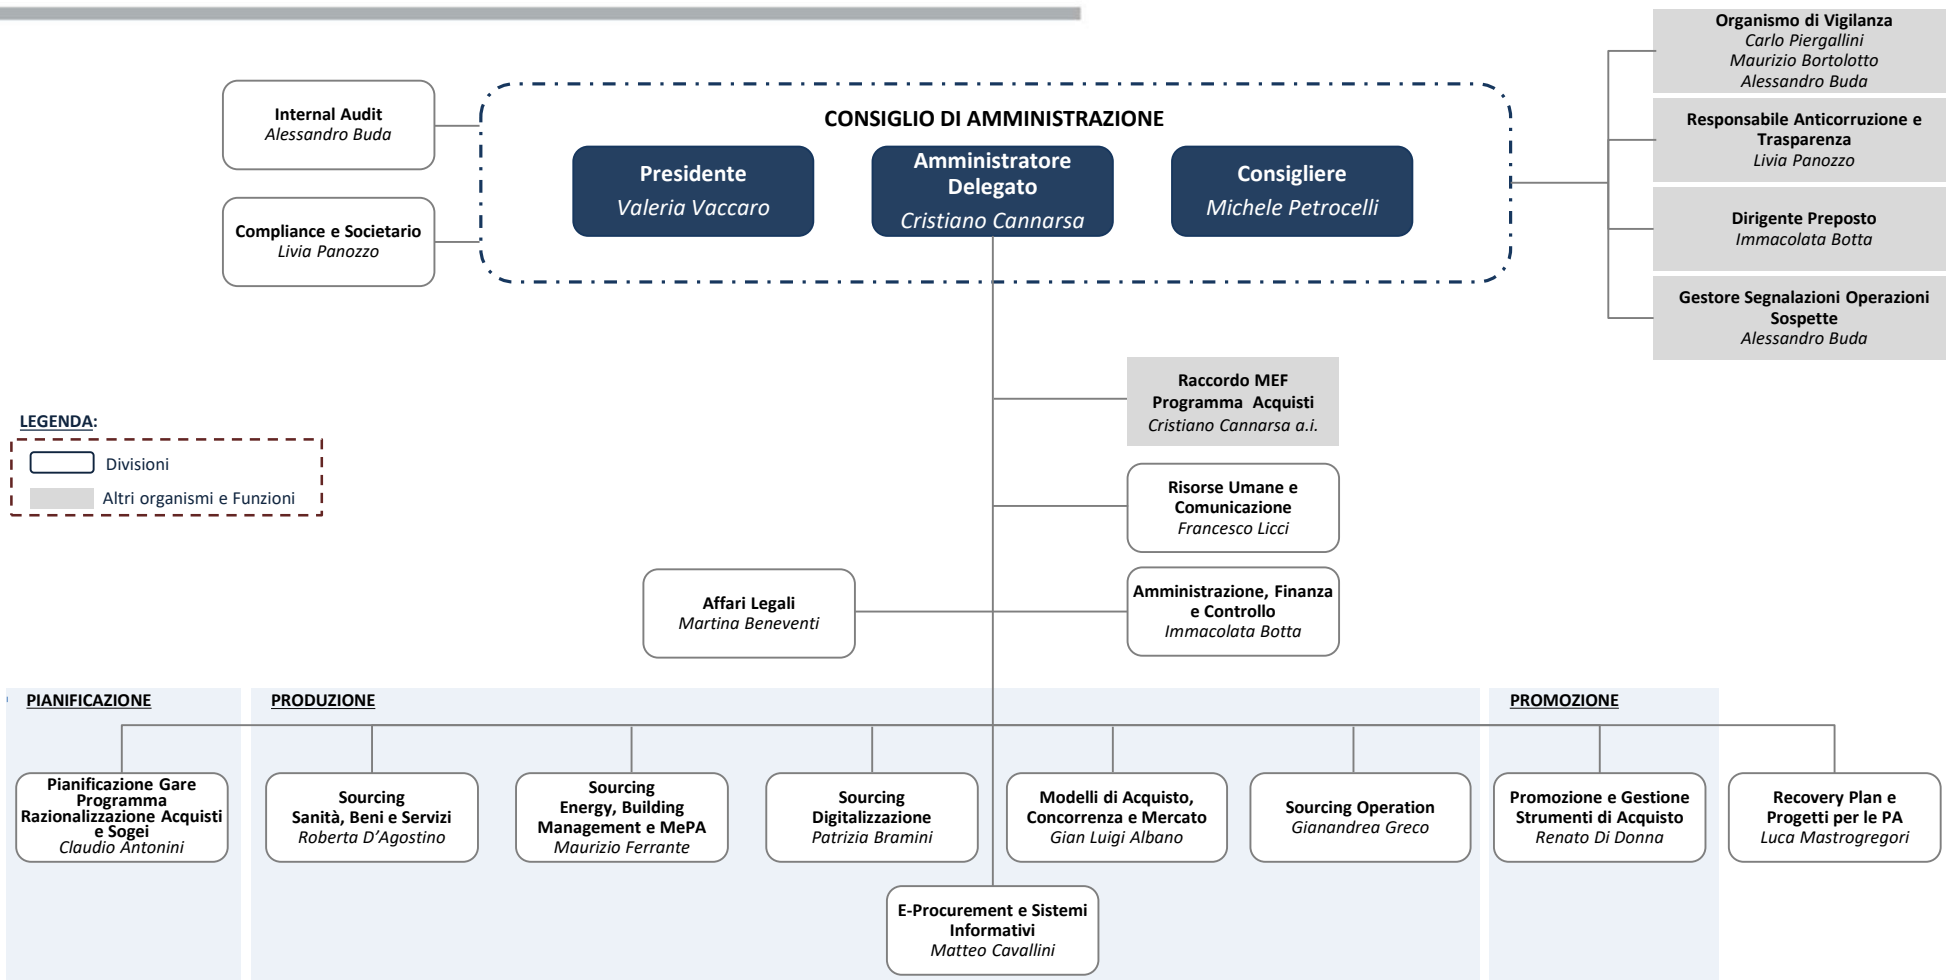 Organismo di Vigilanza
Carlo Piergallini
Maurizio Bortolotto
Alessandro Buda
Internal Audit
Alessandro Buda
CONSIGLIO DI AMMINISTRAZIONE
Responsabile Anticorruzione e
Trasparenza
Livia Panozzo
Presidente
Valeria Vaccaro
Amministratore
Delegato
Cristiano Cannarsa
Consigliere
Michele Petrocelli
Compliance e Societario
Livia Panozzo
Dirigente Preposto
Immacolata Botta
Gestore Segnalazioni Operazioni
Sospette
Alessandro Buda
Raccordo MEF
Programma Acquisti
Cristiano Cannarsa a.i.
LEGENDA:
Divisioni
Altri organismi e Funzioni
Risorse Umane e
Comunicazione
Francesco Licci
Affari Legali
Martina Beneventi
Amministrazione, Finanza
e Controllo
Immacolata Botta
PIANIFICAZIONE
PRODUZIONE
PROMOZIONE
Pianificazione Gare
Programma
Razionalizzazione Acquisti
e Sogei
Claudio Antonini
Sourcing
Sanità, Beni e Servizi
Roberta D’Agostino
Sourcing
Energy, Building
Management e MePA
Maurizio Ferrante
Sourcing
Digitalizzazione
Patrizia Bramini
Modelli di Acquisto,
Concorrenza e Mercato
Gian Luigi Albano
Sourcing Operation
Gianandrea Greco
Promozione e Gestione
Strumenti di Acquisto
Renato Di Donna
Recovery Plan e
Progetti per le PA
Luca Mastrogregori
E-Procurement e Sistemi
Informativi
Matteo Cavallini